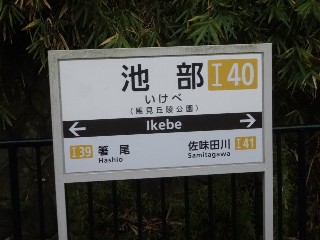 池部 I40
いけべ
(馬見丘陵公園)
Ikebe
I39 箸尾 佐味田川 I41
Hashio Samitagawa